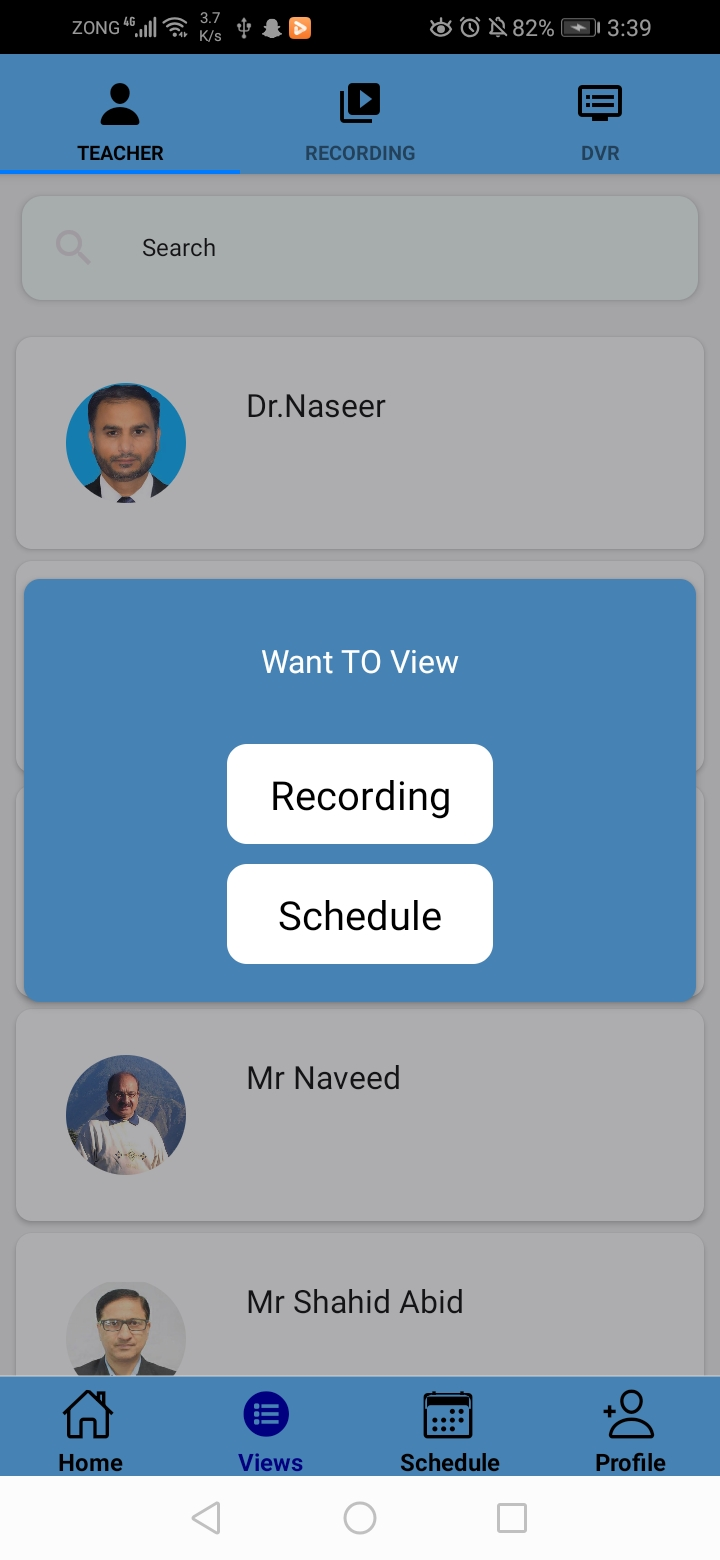 ZONG 4G 3.7 K/s 82% 3:39
TEACHER RECORDING DVR
Search
Dr.Naseer
Want TO View
Recording
Schedule
Mr Naveed
Mr Shahid Abid
Home Views Schedule Profile